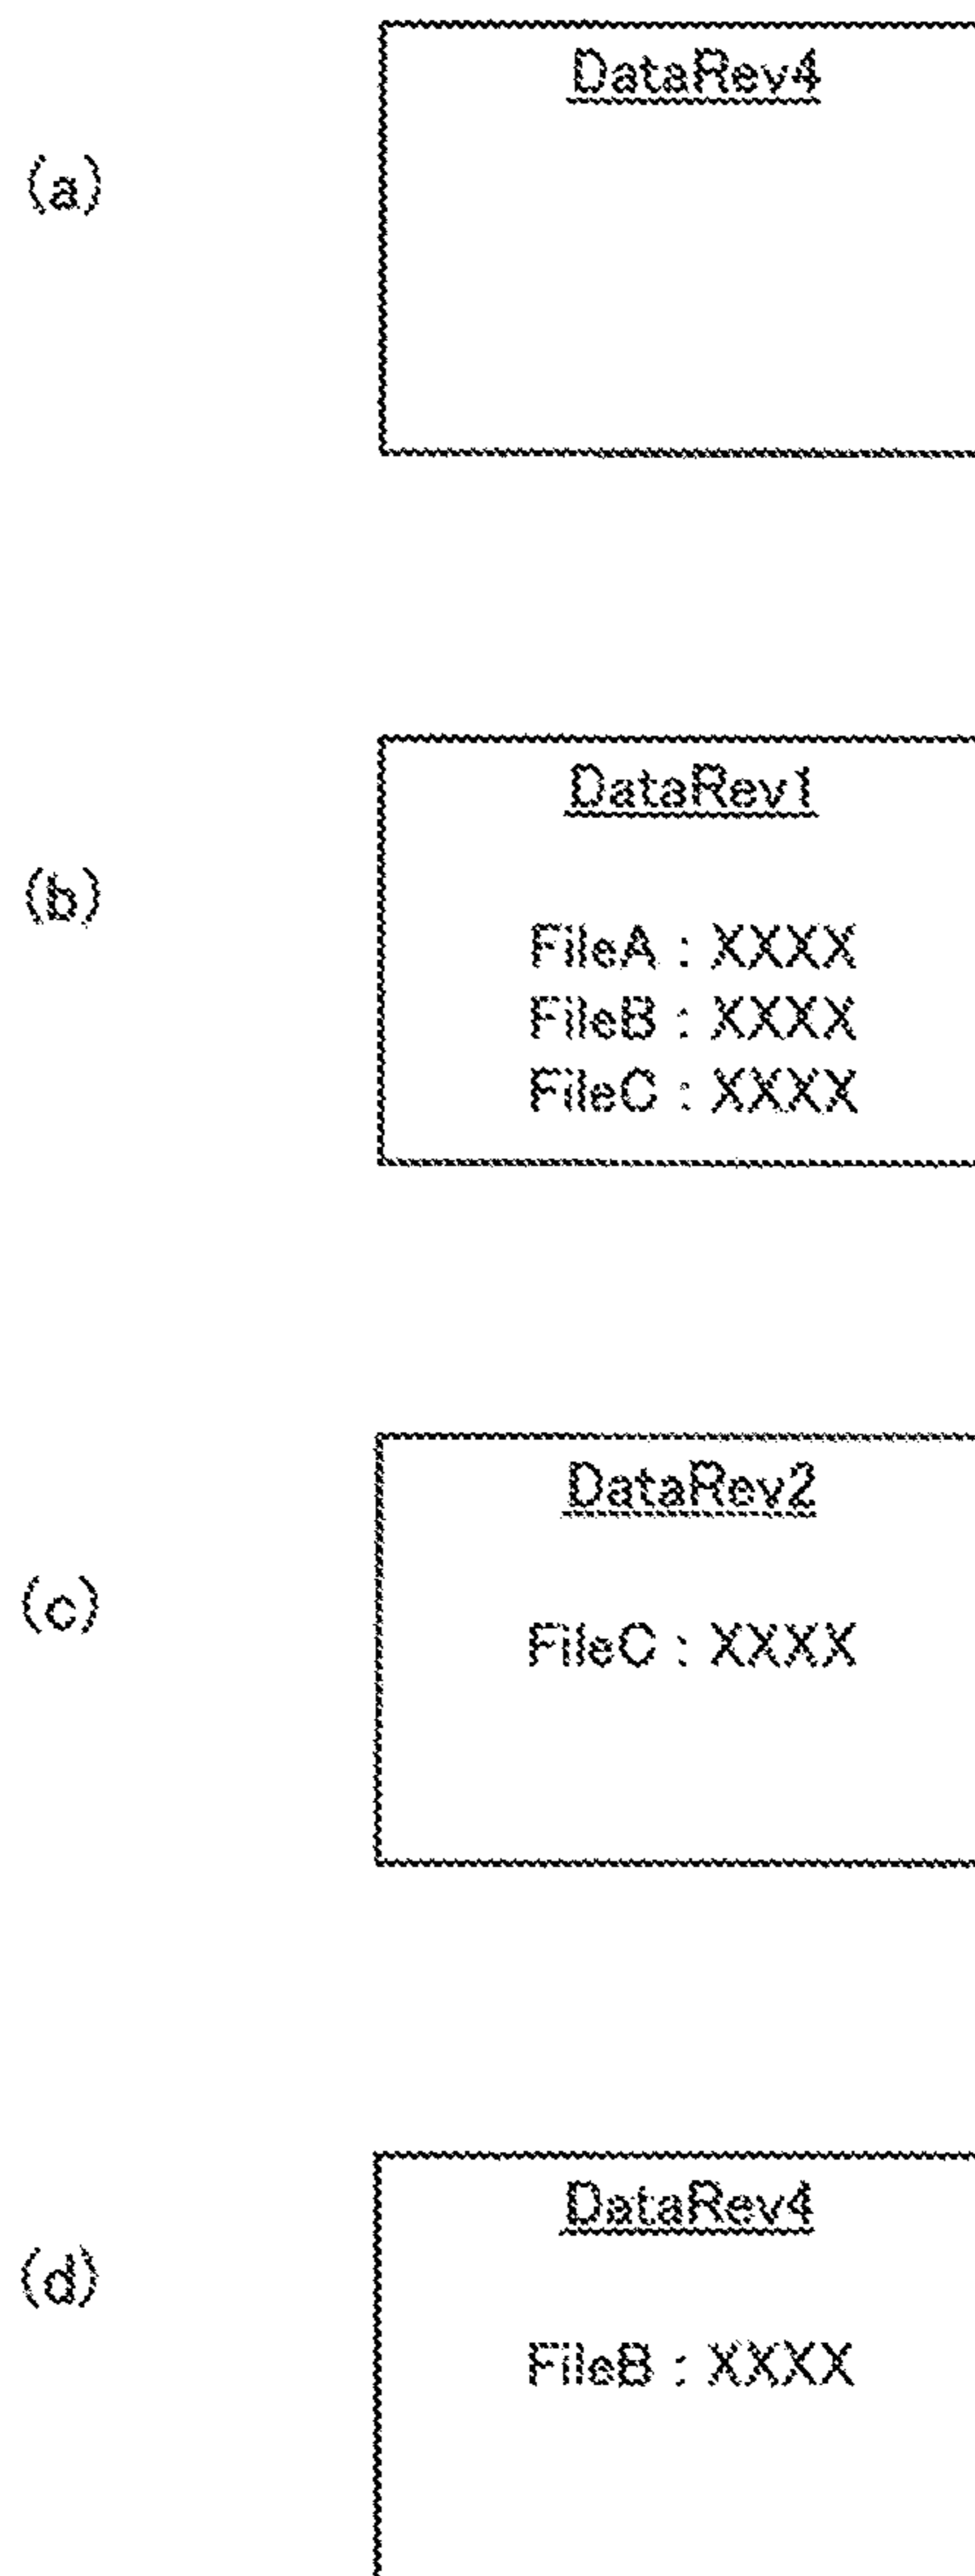 (a)
DataRev4
(b)
DataRev1
FileA : XXXX
FileB : XXXX
FileC : XXXX
(c)
DataRev2
FileC : XXXX
(d)
DataRev4
FileB : XXXX